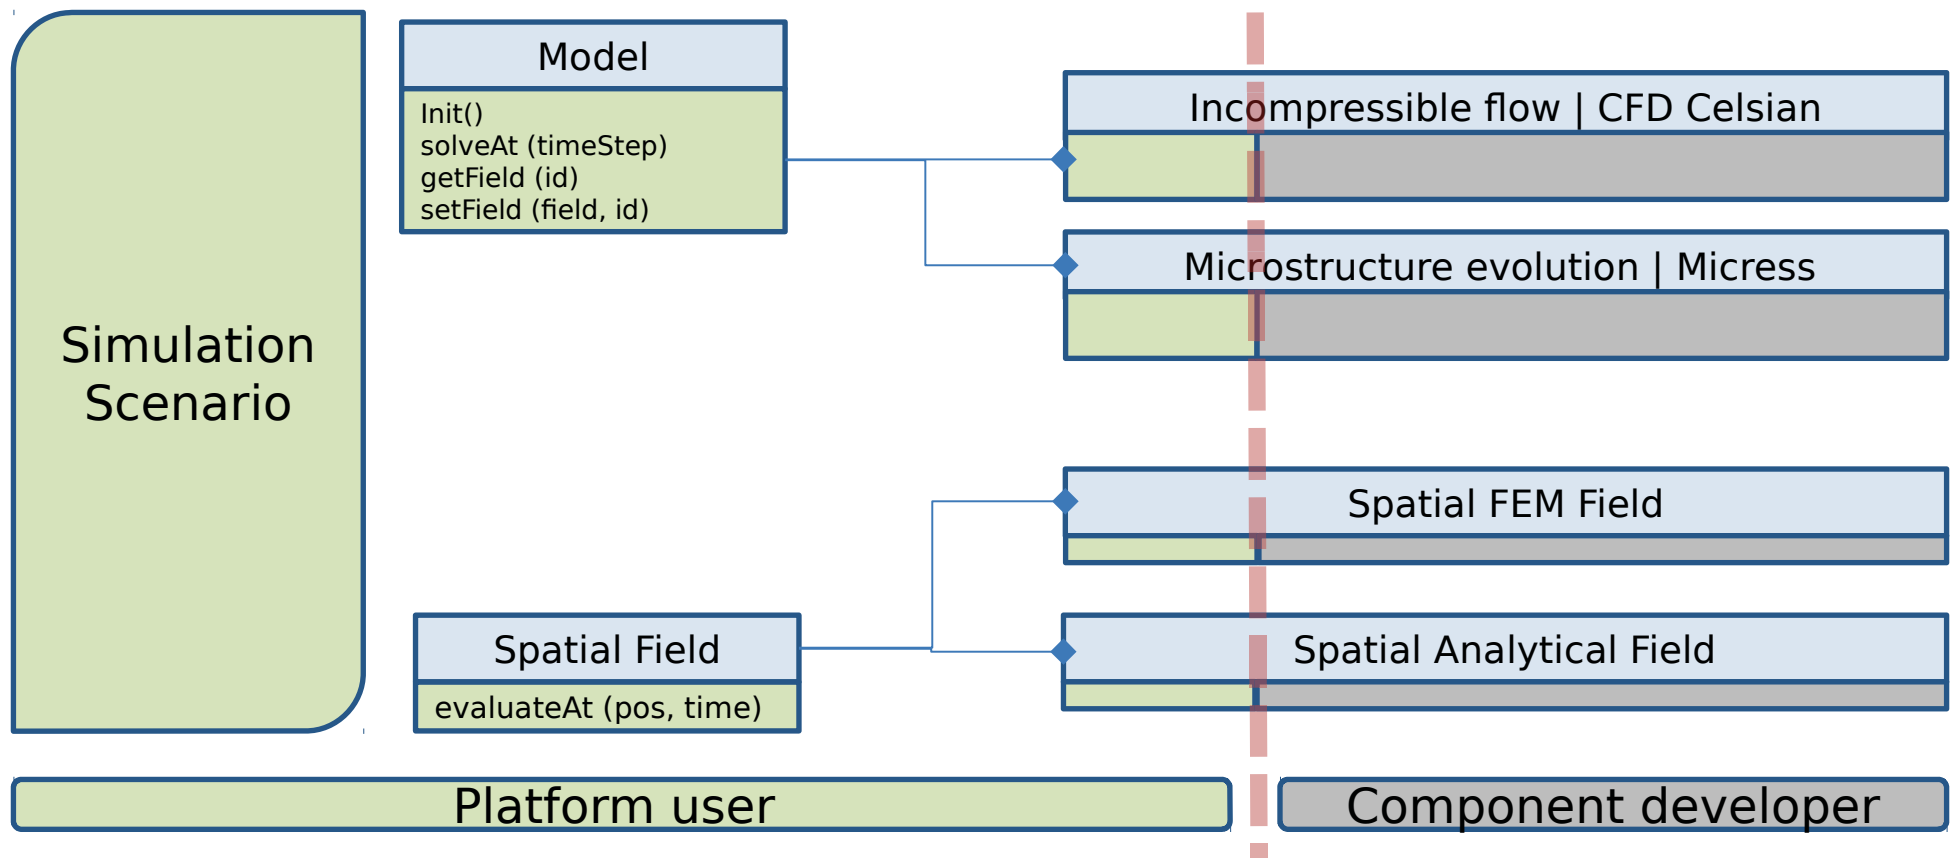 Simulation
Scenario
Model
Init()
solveAt (timeStep)
getField (id)
setField (field, id)
Incompressible flow | CFD Celsian
Microstructure evolution | Micress
Spatial FEM Field
Spatial Field
evaluateAt (pos, time)
Spatial Analytical Field
Platform user
Component developer